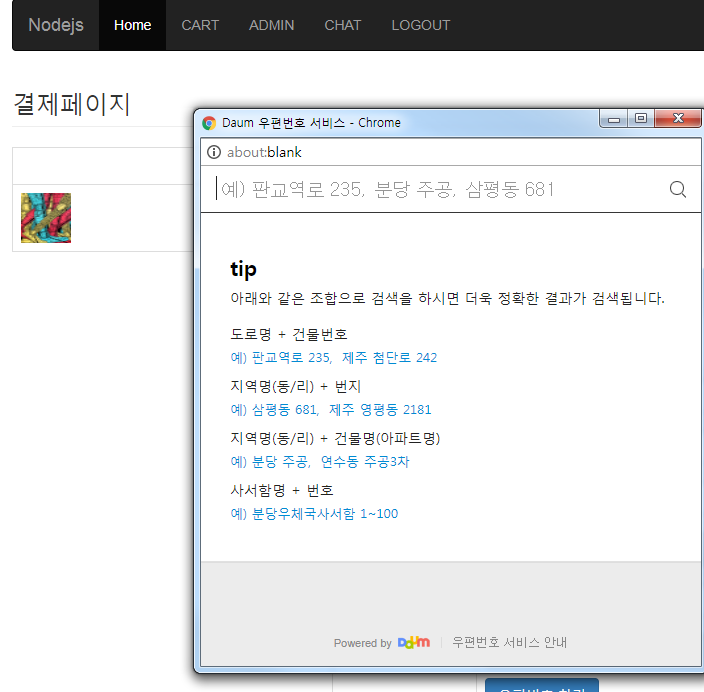 Nodejs Home CART ADMIN CHAT LOGOUT
결제페이지
Daum 우편번호 서비스 - Chrome
about:blank
예) 판교역로 235, 분당 주공, 삼평동 681
tip
아래와 같은 조합으로 검색을 하시면 더욱 정확한 결과가 검색됩니다.
도로명 + 건물번호
예) 판교역로 235, 제주 첨단로 242
지역명(동/리) + 번지
예) 삼평동 681, 제주 영평동 2181
지역명(동/리) + 건물명(아파트명)
예) 분당 주공, 연수동 주공3차
사서함명 + 번호
예) 분당우체국사서함 1~100
Powered by Daum 우편번호 서비스 안내